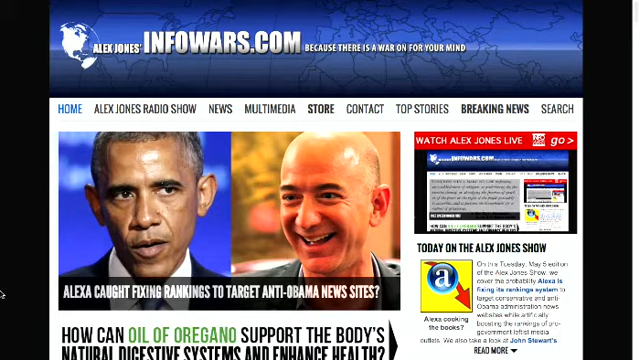 ALEX JONES' INFOWARS.COM BECAUSE THERE IS A WAR ON FOR YOUR MIND
HOME ALEX JONES RADIO SHOW NEWS MULTIMEDIA STORE CONTACT TOP STORIES BREAKING NEWS SEARCH
WATCH ALEX JONES LIVE go >
INFOWARS.COM
ALEXA CAUGHT FIXING RANKINGS TO TARGET ANTI-OBAMA NEWS SITES?
HOW CAN OIL OF OREGANO SUPPORT THE BODY'S
NATURAL DIGESTIVE SYSTEMS AND ENHANCE HEALTH?
TODAY ON THE ALEX JONES SHOW
a
Alexa cooking
the books?
On this Tuesday, May 5 edition
of the Alex Jones Show, we
cover the probability Alexa is
fixing its rankings system to
target conservative and anti-
Obama administration news
websites while artificially
boosting the rankings of pro-
government leftist media
outlets. We also take a look at John Stewart's
READ MORE